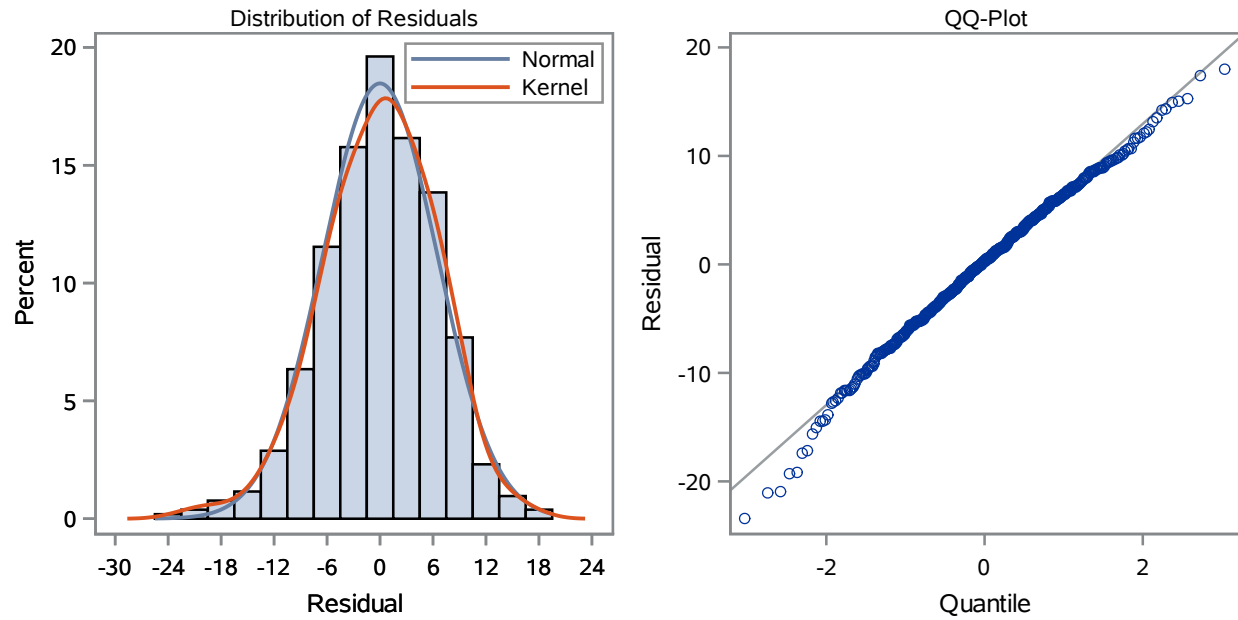 Distribution of Residuals
Normal
Kernel
20
15
10
5
0
Percent
-30 -24 -18 -12 -6 0 6 12 18 24
Residual
QQ-Plot
20
10
0
-10
-20
Residual
-2 0 2
Quantile